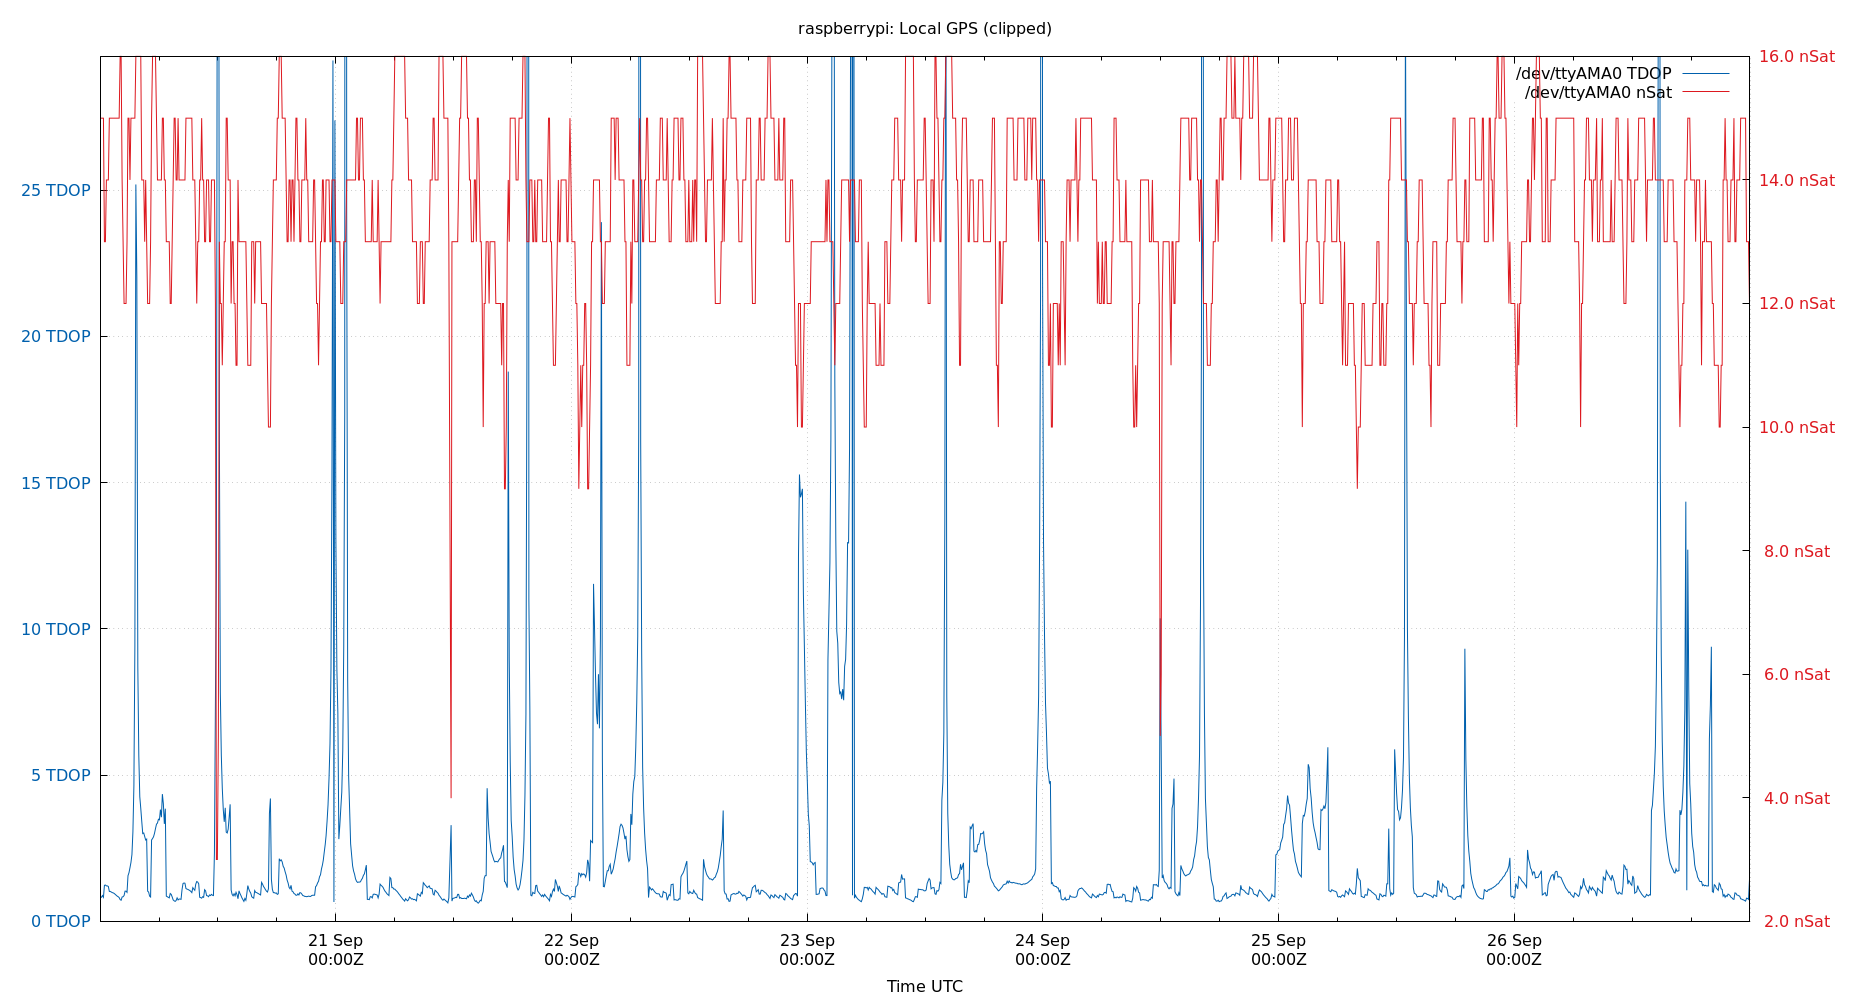 raspberrypi: Local GPS (clipped)
16.0 nSat
/dev/ttyAMA0 TDOP
/dev/ttyAMA0 nSat
25 TDOP
14.0 nSat
12.0 nSat
20 TDOP
10.0 nSat
15 TDOP
8.0 nSat
10 TDOP
6.0 nSat
5 TDOP
4.0 nSat
0 TDOP
2.0 nSat
21 Sep 22 Sep 23 Sep 24 Sep 25 Sep 26 Sep
00:00Z 00:00Z 00:00Z 00:00Z 00:00Z 00:00Z
Time UTC